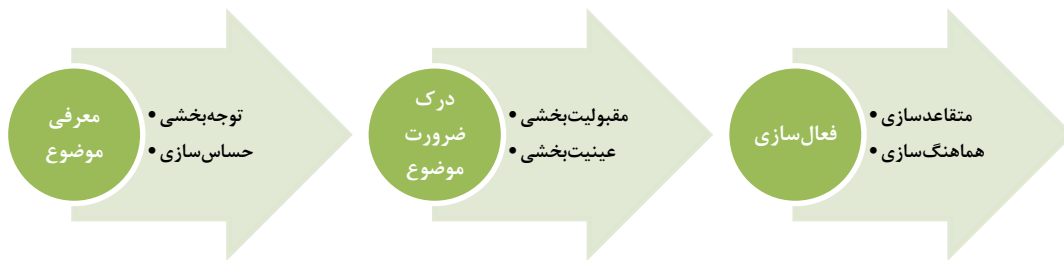 معرفی
موضوع
• توجه‌بخشی
• حساس‌سازی
درک
ضرورت
موضوع
• مقبولیت‌بخشی
• عینیت‌بخشی
فعال‌سازی
• متقاعدسازی
• هماهنگ‌سازی